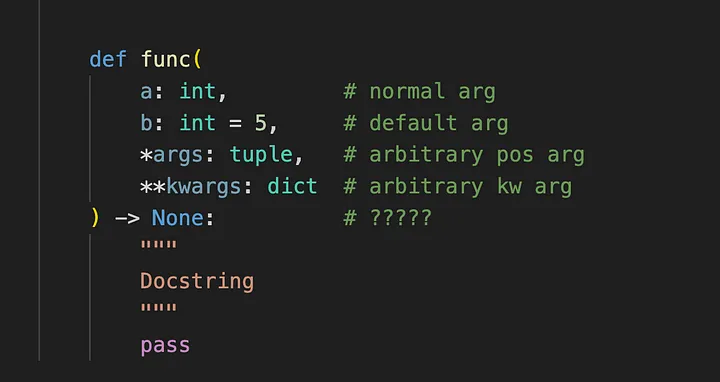 def func(
    a: int,         # normal arg
    b: int = 5,     # default arg
    *args: tuple,   # arbitrary pos arg
    **kwargs: dict  # arbitrary kw arg
) -> None:          # ?????
    """
    Docstring
    """
    pass